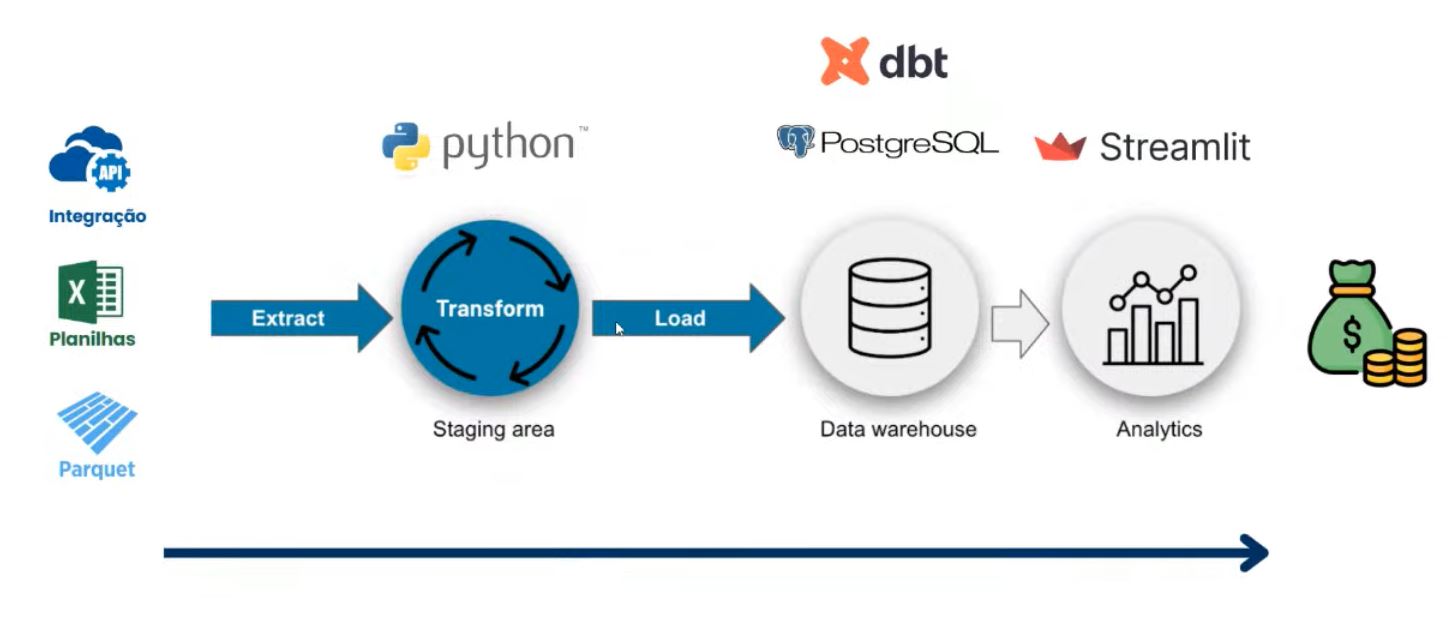 dbt
python™
PostgreSQL
Streamlit
API
Integração
X
Planilhas
Parquet
Extract
Transform
Load
$
Staging area
Data warehouse
Analytics